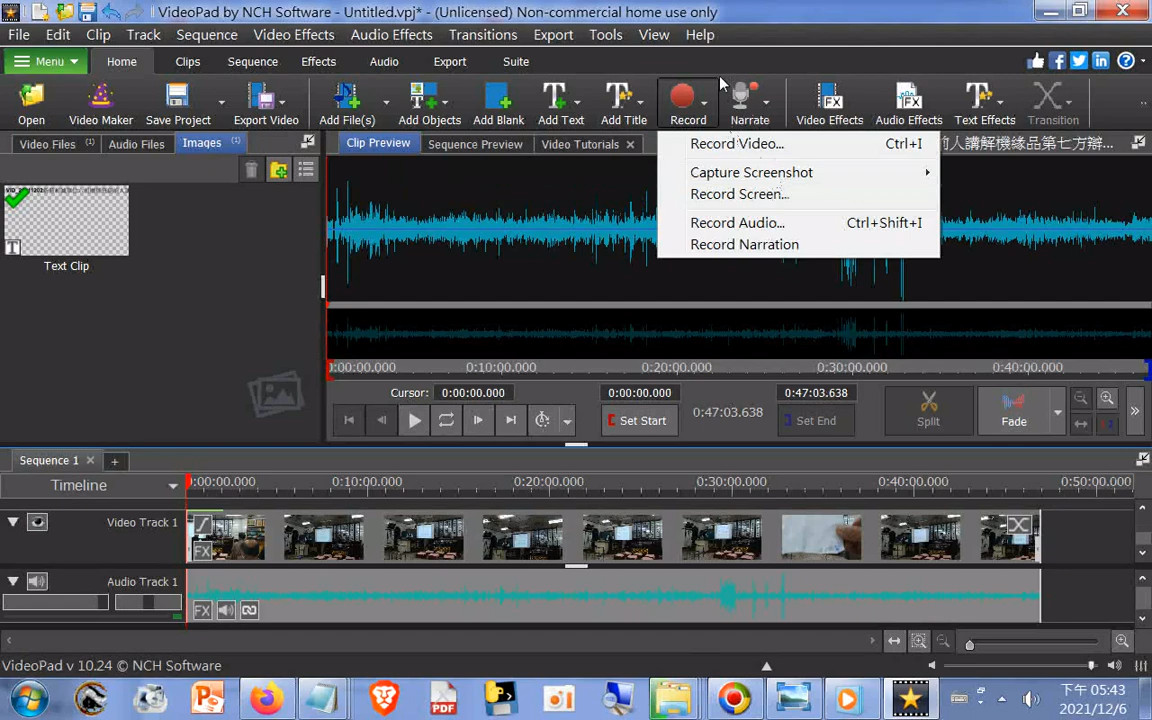 VideoPad by NCH Software - Untitled.vpj* - (Unlicensed) Non-commercial home use only
File Edit Clip Track Sequence Video Effects Audio Effects Transitions Export Tools View Help
Menu Home Clips Sequence Effects Audio Export Suite
Open Video Maker Save Project Export Video Add File(s) Add Objects Add Blank Add Text Add Title Record Narrate Video Effects Audio Effects Text Effects Transition
Video Files (1) Audio Files Images (1) Clip Preview Sequence Preview Video Tutorials 人講解機緣品第七方辯...
Record Video... Ctrl+I
Capture Screenshot
Record Screen...
Record Audio... Ctrl+Shift+I
Record Narration
Text Clip
0:00:00.000 0:10:00.000 0:20:00.000 0:30:00.000 0:40:00.000
Cursor: 0:00:00.000 0:00:00.000 0:47:03.638
Set Start 0:47:03.638 Set End Split Fade
Sequence 1
Timeline 0:00:00.000 0:10:00.000 0:20:00.000 0:30:00.000 0:40:00.000 0:50:00.000
Video Track 1
FX
Audio Track 1
FX
VideoPad v 10.24 © NCH Software
PDF
下午 05:43
2021/12/6